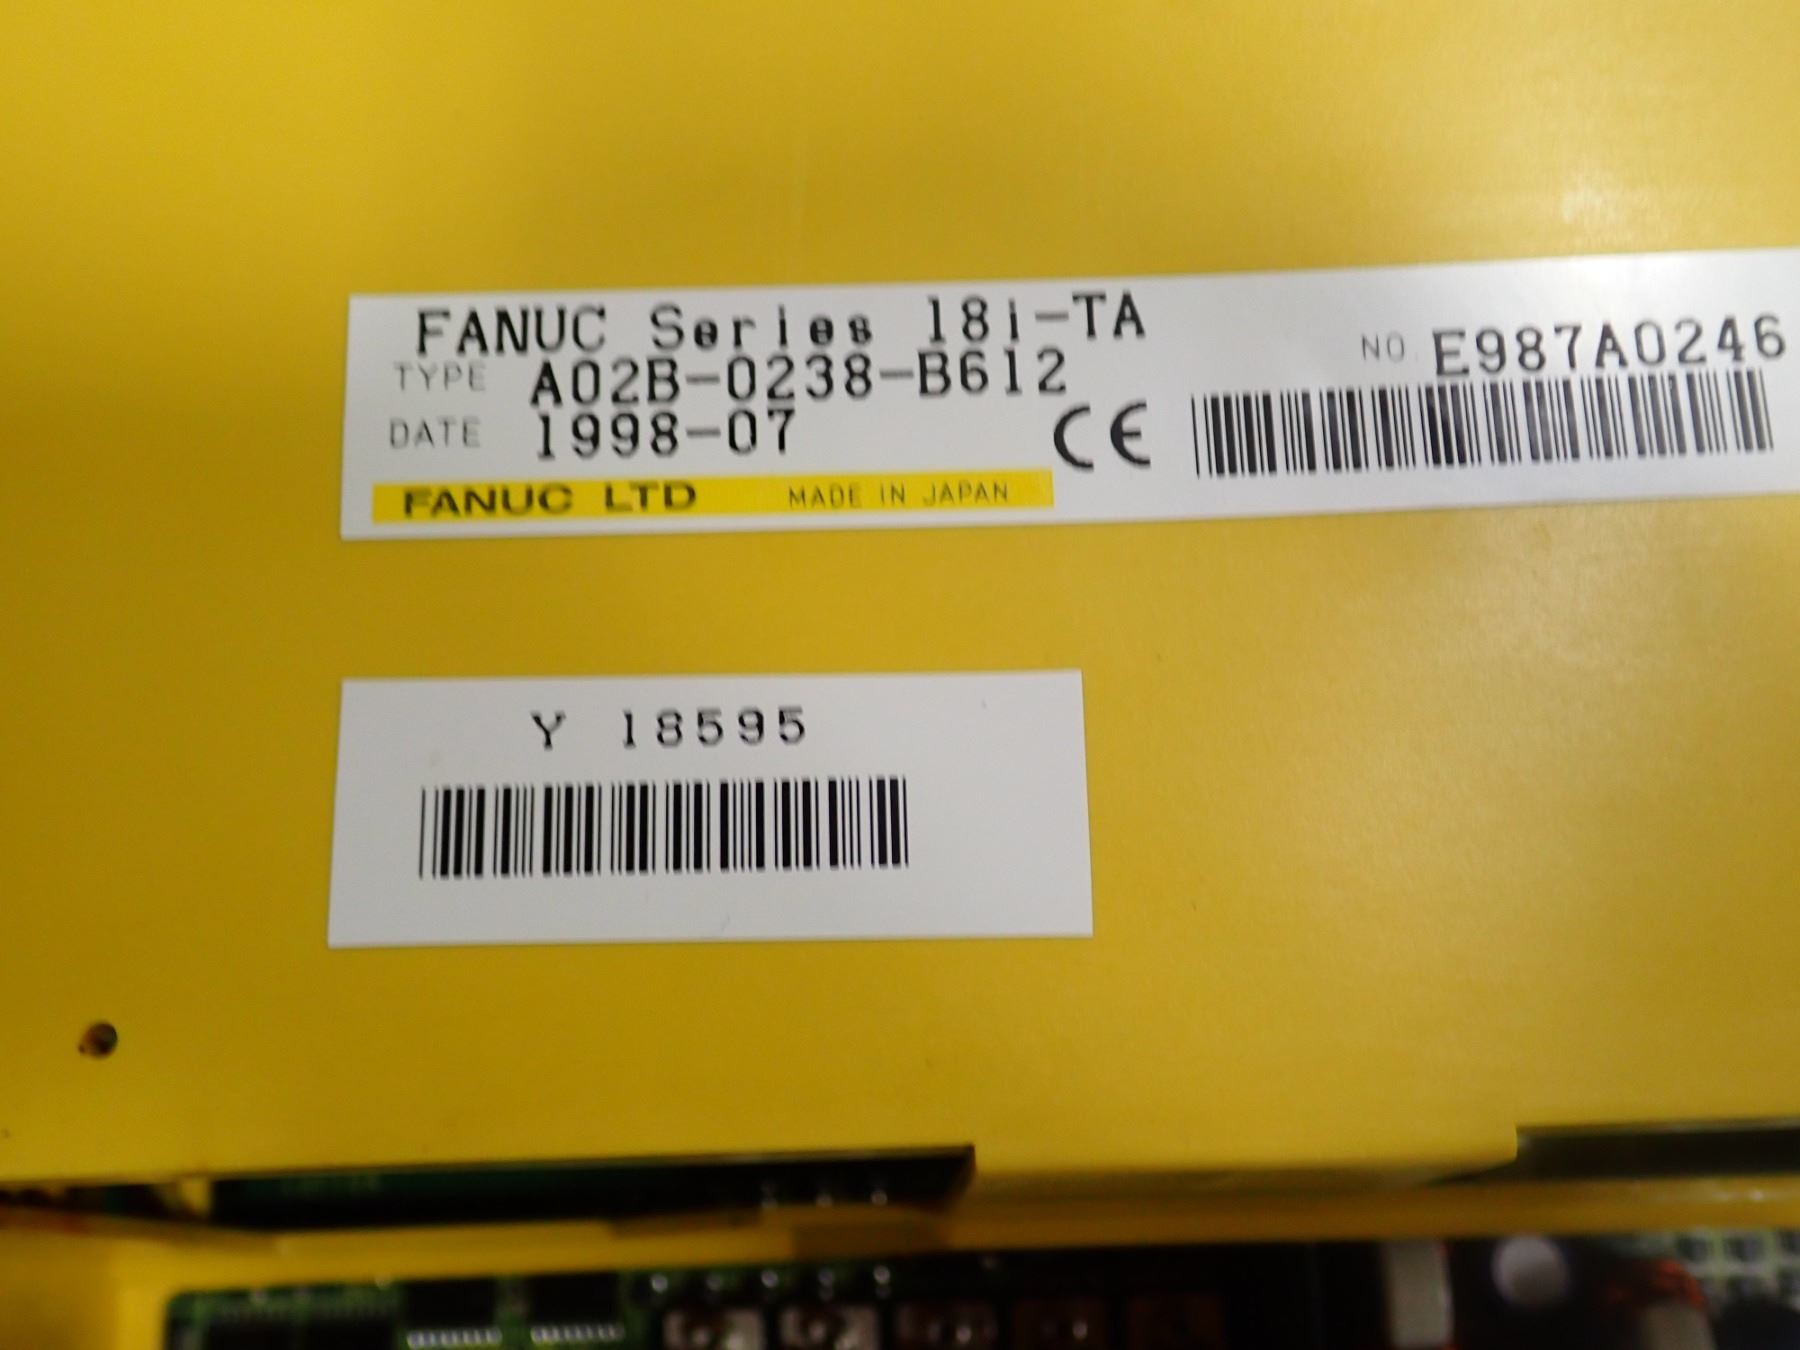 FANUC Series 18i-TA
TYPE A02B-0238-B612
DATE 1998-07
NO. E987A0246
CE
FANUC LTD MADE IN JAPAN
Y 18595